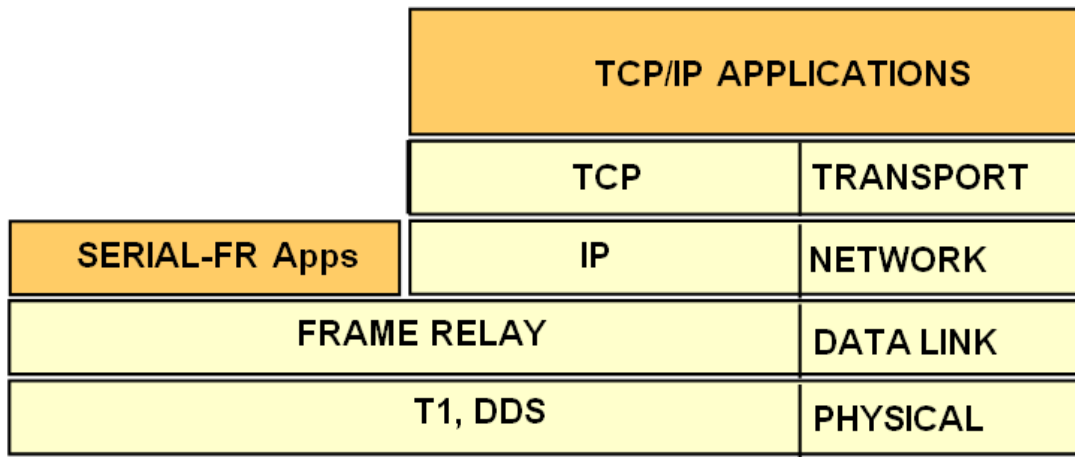 TCP/IP APPLICATIONS
TCP TRANSPORT
SERIAL-FR Apps IP NETWORK
FRAME RELAY DATA LINK
T1, DDS PHYSICAL